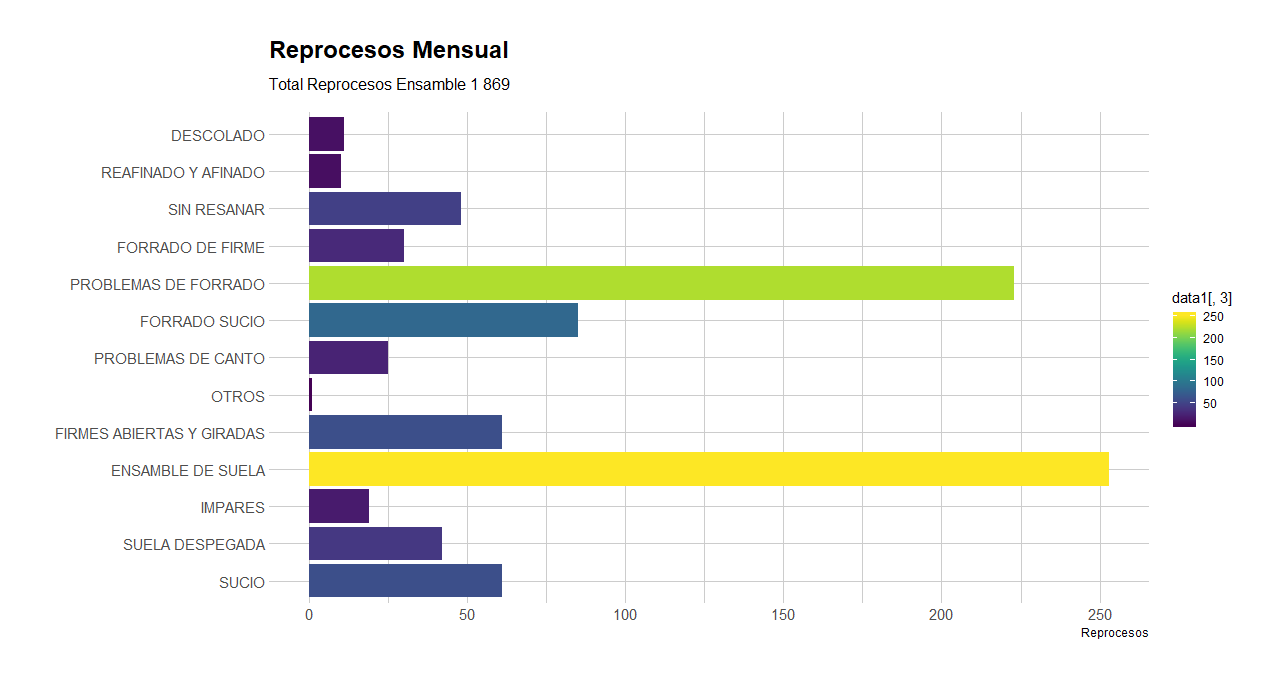 Reprocesos Mensual
Total Reprocesos Ensamble 1 869
DESCOLADO
REAFINADO Y AFINADO
SIN RESANAR
FORRADO DE FIRME
PROBLEMAS DE FORRADO
FORRADO SUCIO
PROBLEMAS DE CANTO
OTROS
FIRMES ABIERTAS Y GIRADAS
ENSAMBLE DE SUELA
IMPARES
SUELA DESPEGADA
SUCIO
0 50 100 150 200 250
Reprocesos
data1[, 3]
250
200
150
100
50